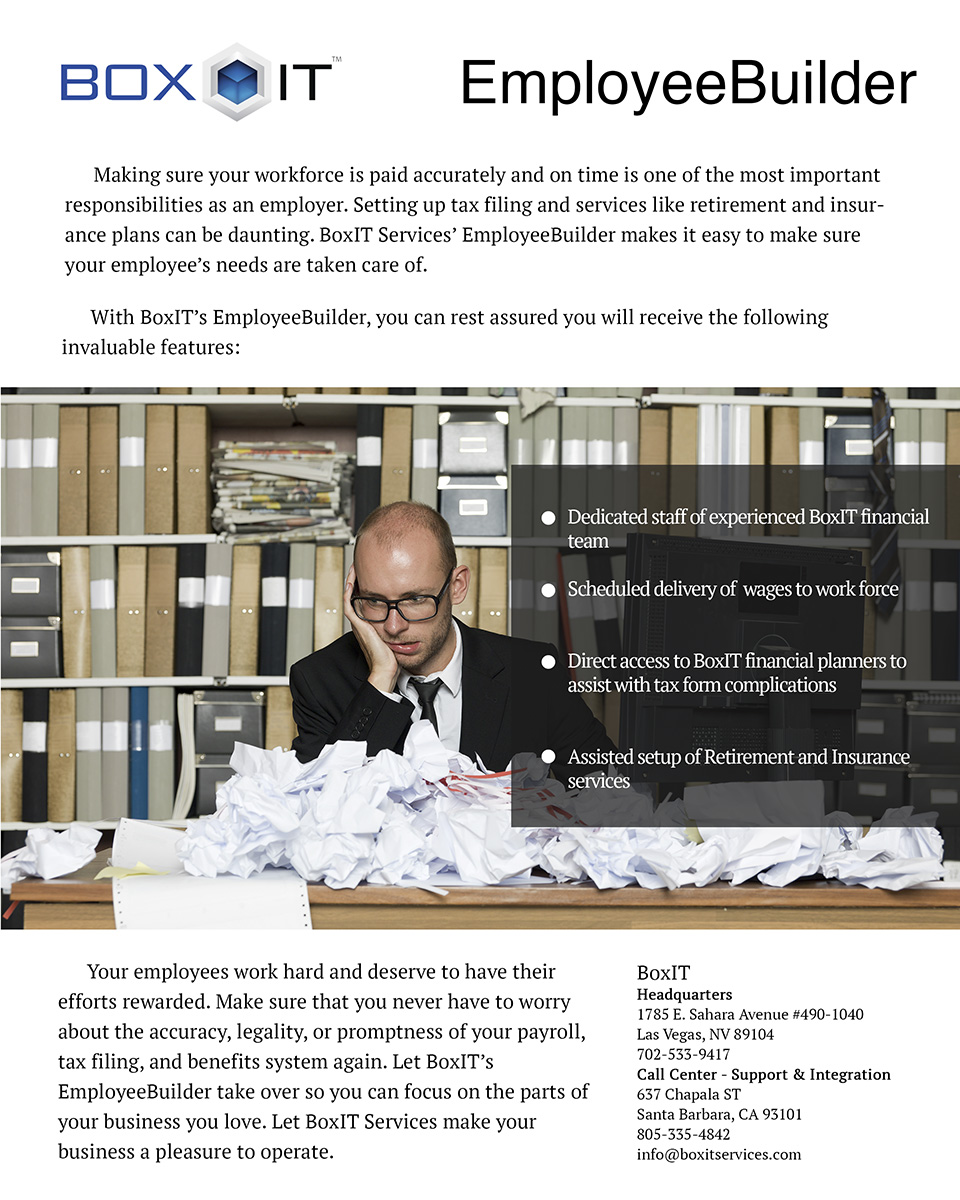 BOX IT™
EmployeeBuilder
Making sure your workforce is paid accurately and on time is one of the most important
responsibilities as an employer. Setting up tax filing and services like retirement and insur-
ance plans can be daunting. BoxIT Services’ EmployeeBuilder makes it easy to make sure
your employee’s needs are taken care of.
With BoxIT’s EmployeeBuilder, you can rest assured you will receive the following
invaluable features:
● Dedicated staff of experienced BoxIT financial
team
● Scheduled delivery of  wages to work force
● Direct access to BoxIT financial planners to
assist with tax form complications
● Assisted setup of Retirement and Insurance
services
Your employees work hard and deserve to have their
efforts rewarded. Make sure that you never have to worry
about the accuracy, legality, or promptness of your payroll,
tax filing, and benefits system again. Let BoxIT’s
EmployeeBuilder take over so you can focus on the parts of
your business you love. Let BoxIT Services make your
business a pleasure to operate.
BoxIT
Headquarters
1785 E. Sahara Avenue #490-1040
Las Vegas, NV 89104
702-533-9417
Call Center - Support & Integration
637 Chapala ST
Santa Barbara, CA 93101
805-335-4842
info@boxitservices.com